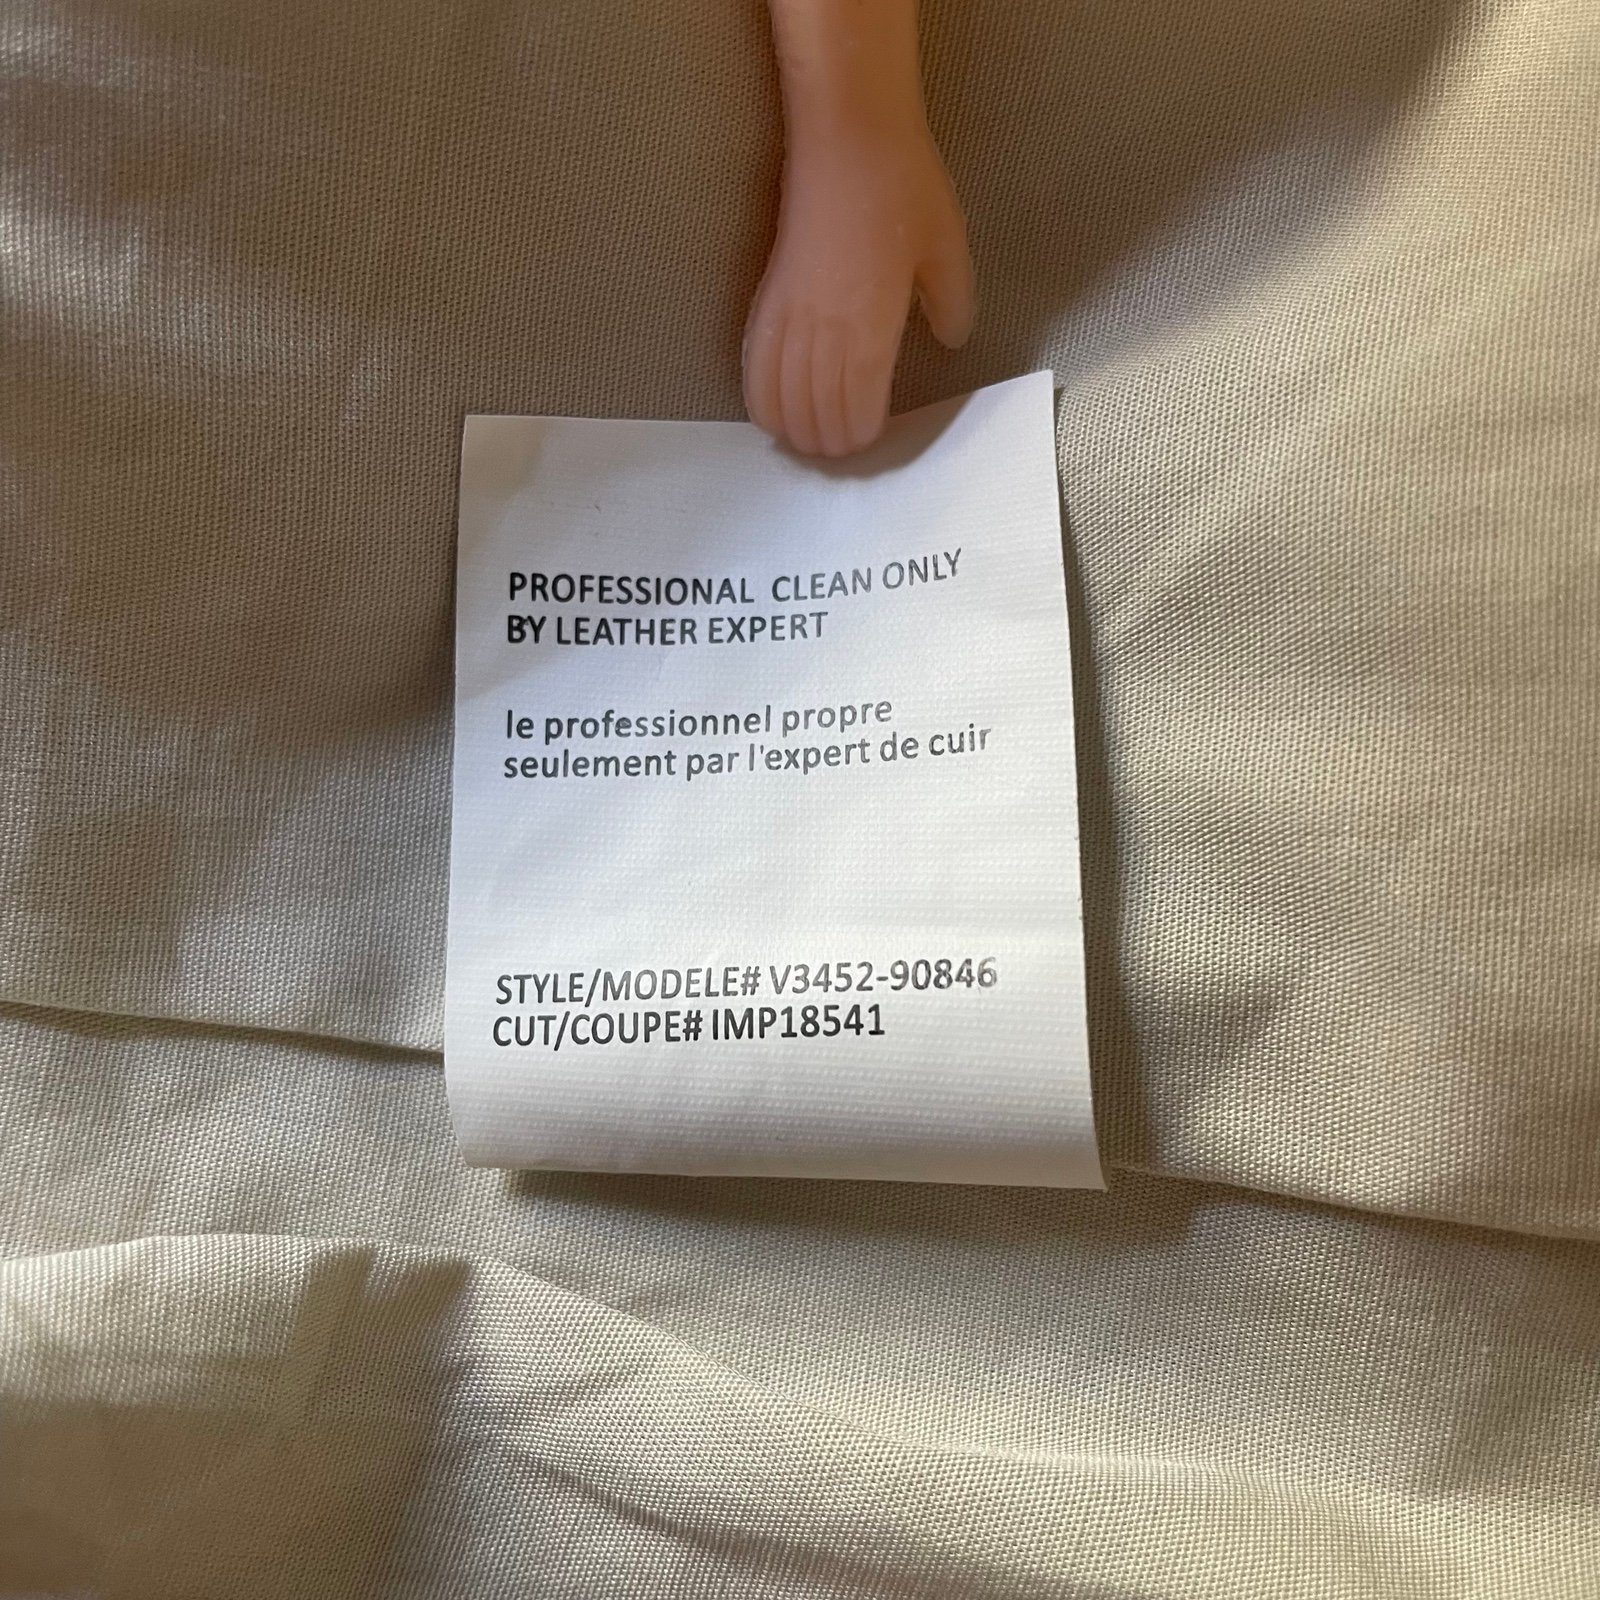 PROFESSIONAL CLEAN ONLY
BY LEATHER EXPERT
le professionnel propre
seulement par l'expert de cuir
STYLE/MODELE# V3452-90846
CUT/COUPE# IMP18541